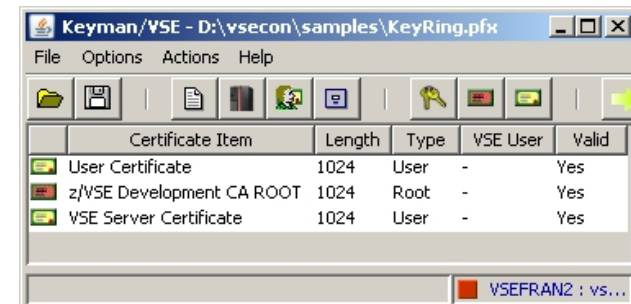 Keyman/VSE - D:\vsecon\samples\KeyRing.pfx
File Options Actions Help
Certificate Item Length Type VSE User Valid
User Certificate 1024 User - Yes
z/VSE Development CA ROOT 1024 Root - Yes
VSE Server Certificate 1024 User - Yes
VSEFRAN2 : vs...